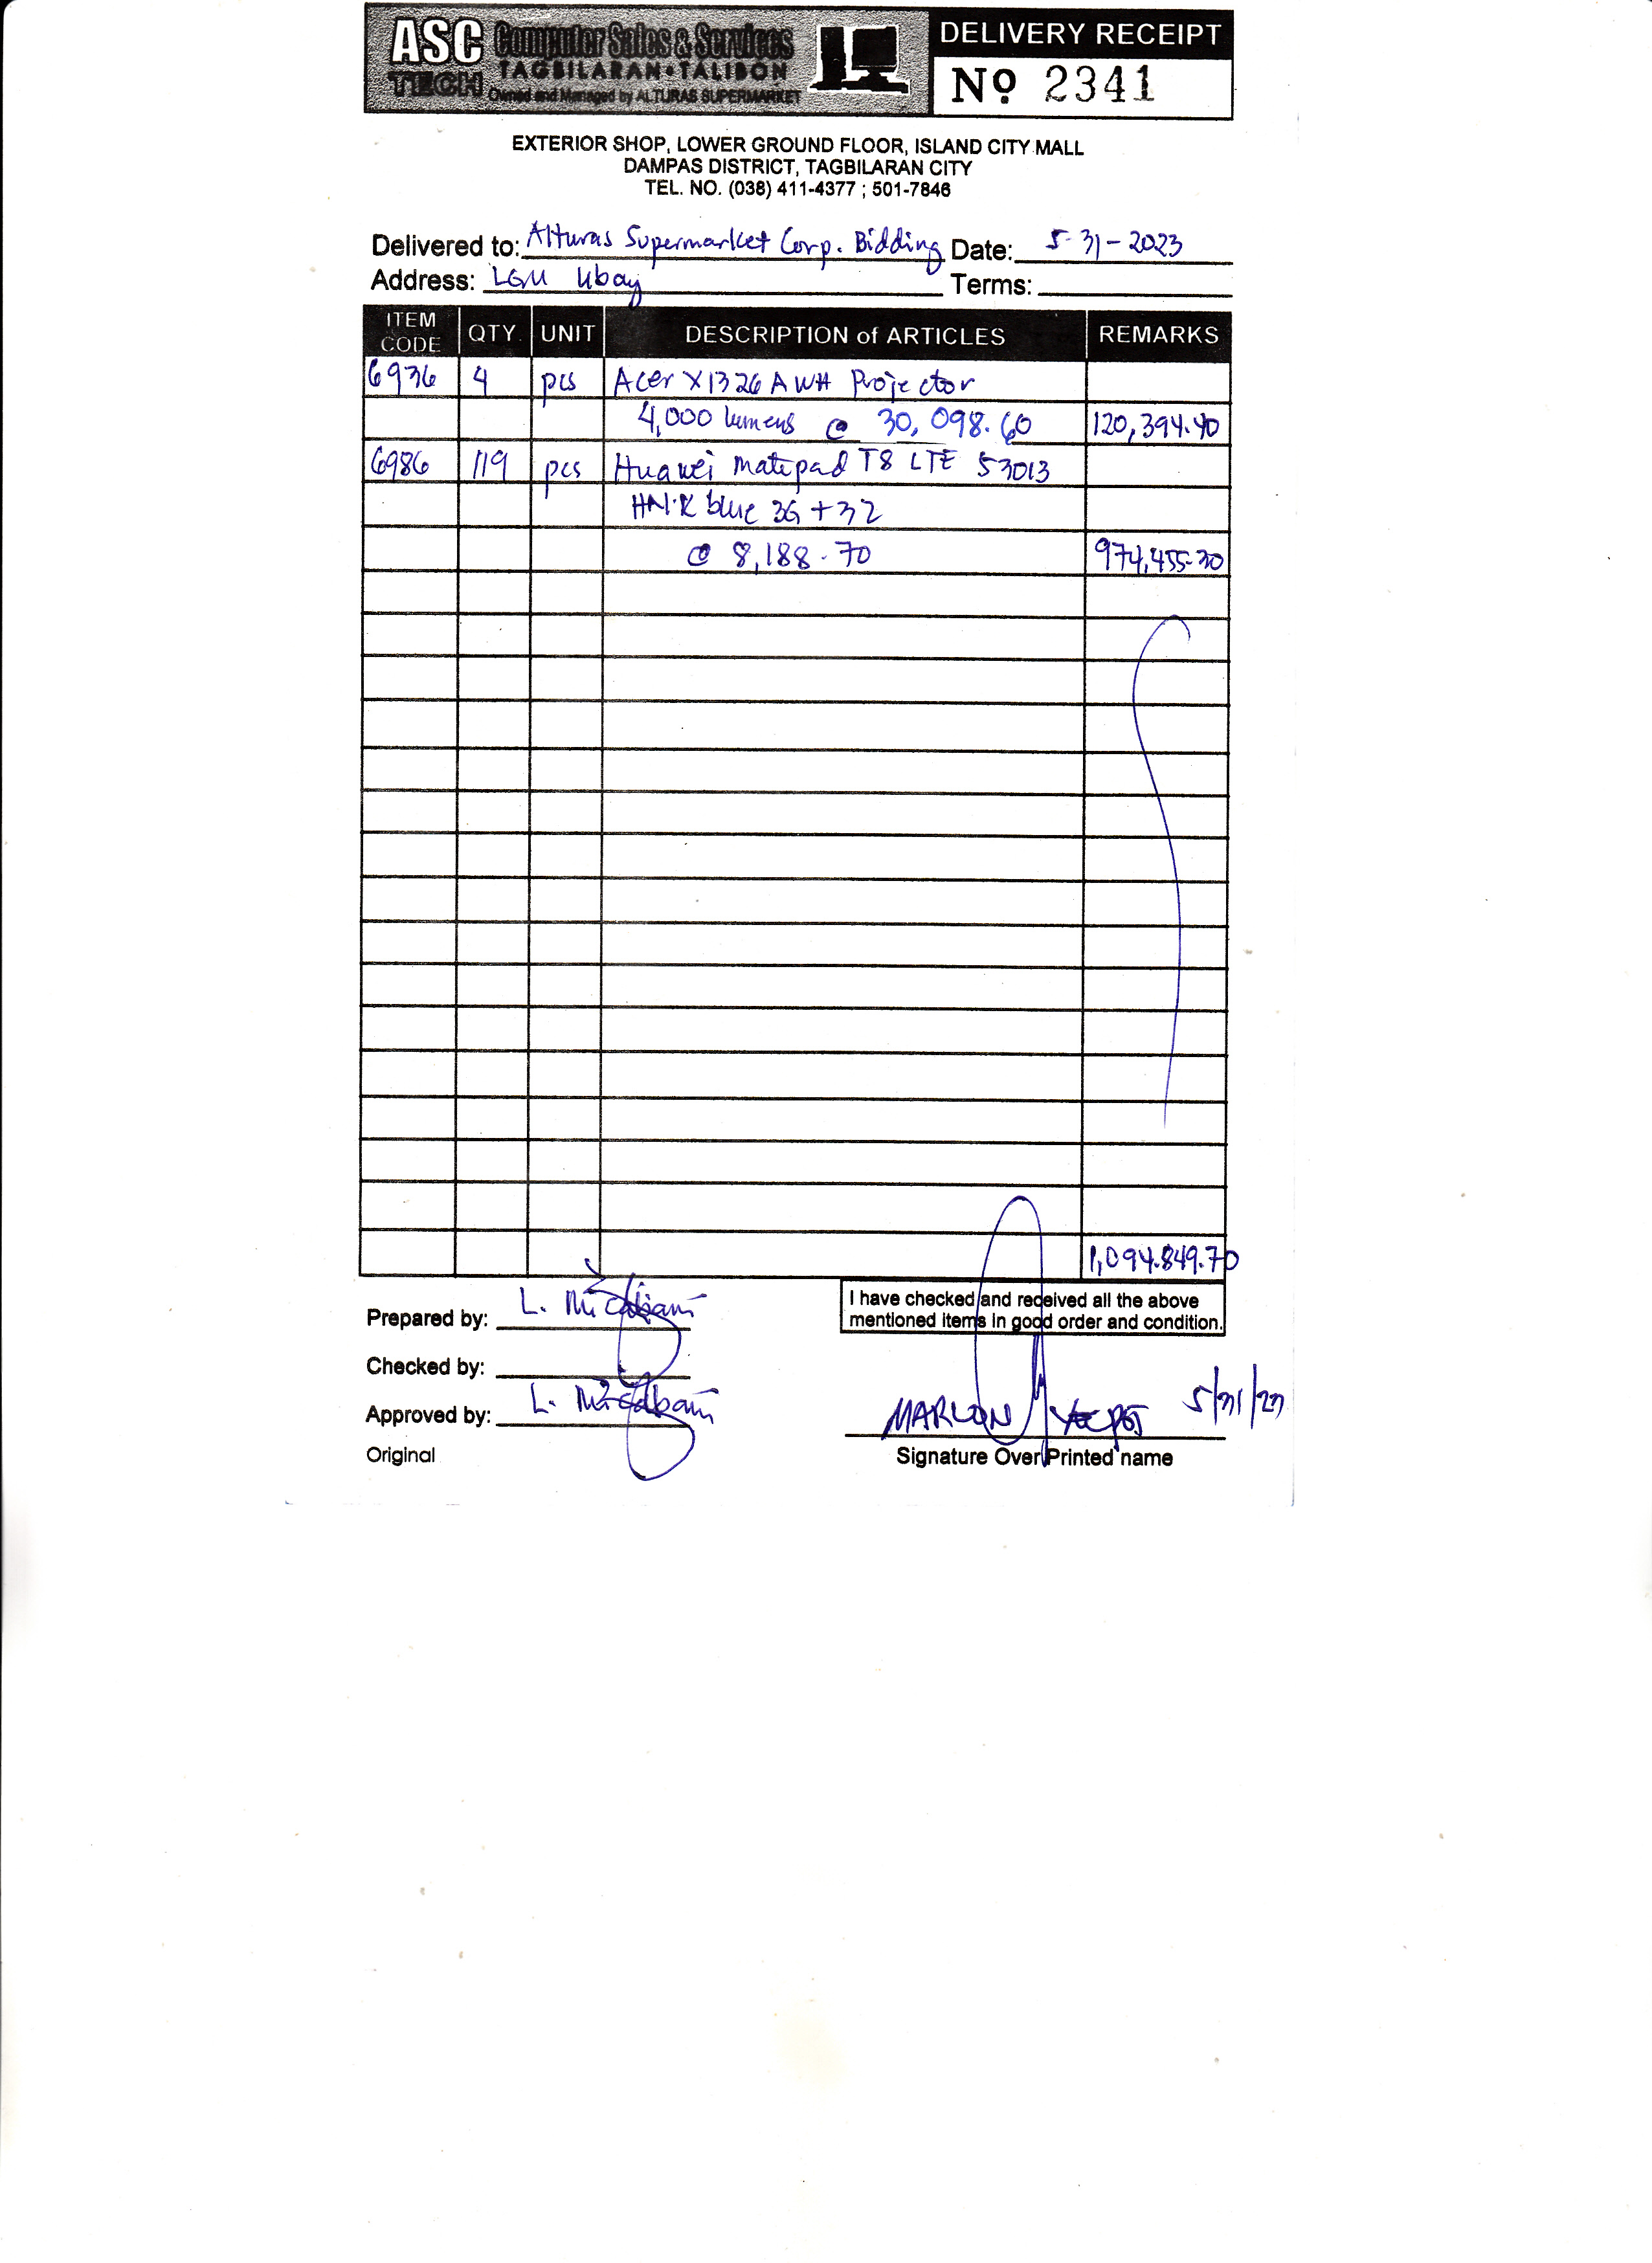 ASC Computer Sales & Services
TAGBILARAN • TALIBON
TECH Owned and Managed by ALTURAS SUPERMARKET
DELIVERY RECEIPT
Nº 2341
EXTERIOR SHOP, LOWER GROUND FLOOR, ISLAND CITY MALL
DAMPAS DISTRICT, TAGBILARAN CITY
TEL. NO. (038) 411-4377 ; 501-7846
Delivered to: Alturas Supermarket Corp. Bidding Date: 5-31-2023
Address: LGU Ubay Terms:
ITEM CODE QTY. UNIT DESCRIPTION of ARTICLES REMARKS
6936 4 pcs Acer X1326AWH Projector
4,000 lumens @ 30,098.60 120,394.40
6986 119 pcs Huawei matepad T8 LTE 53013
blue 3G+32
@ 8,188.70 974,455.30
1,094.849.70
Prepared by: L.
I have checked and received all the above
mentioned items in good order and condition.
Checked by:
Approved by: L.
MARLON 5/31/23
Original
Signature Over Printed name